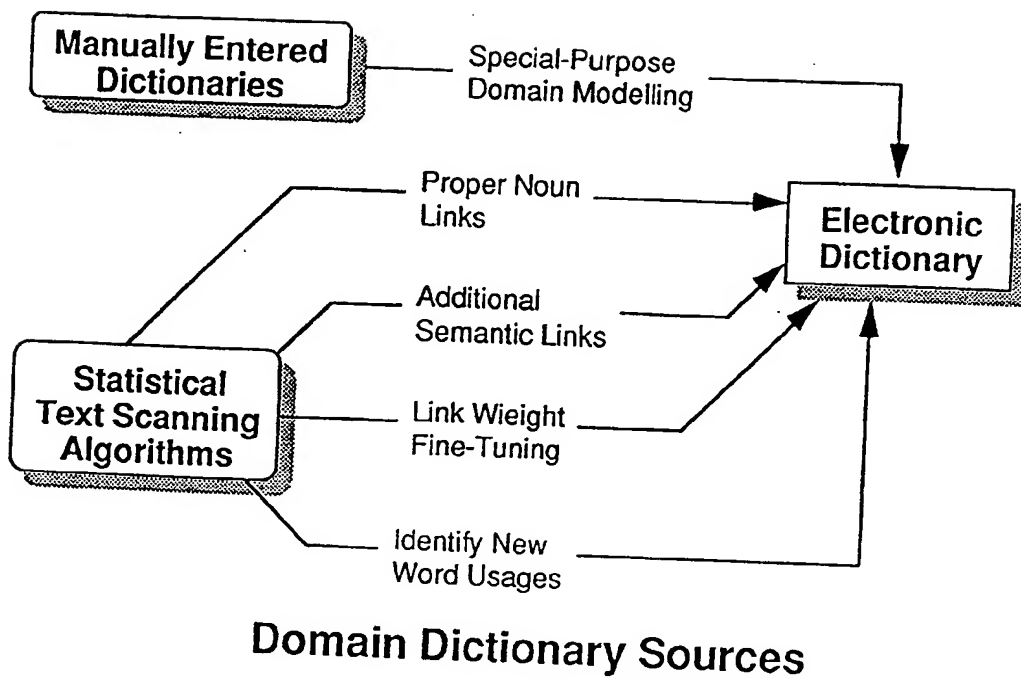 Manually Entered
Dictionaries
Special-Purpose
Domain Modelling
Proper Noun
Links
Electronic
Dictionary
Additional
Semantic Links
Statistical
Text Scanning
Algorithms
Link Wieight
Fine-Tuning
Identify New
Word Usages
Domain Dictionary Sources